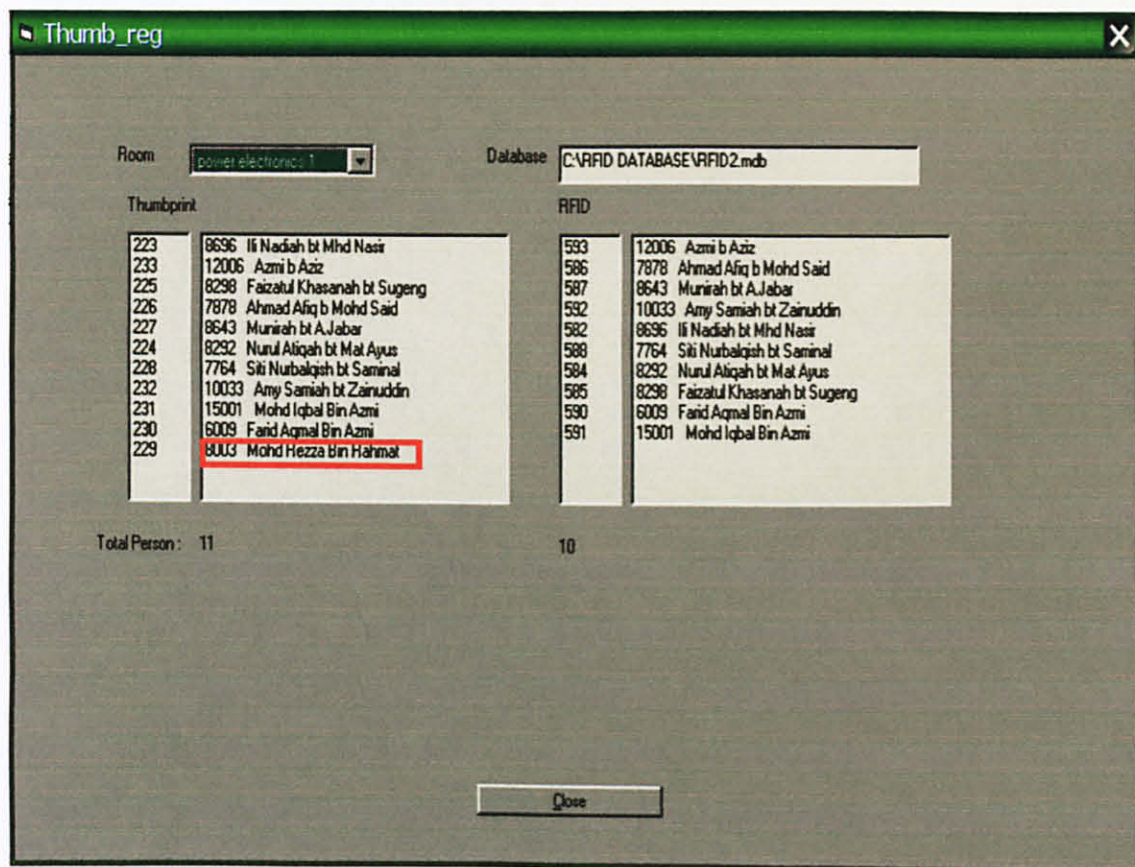 Thumb_reg
Room
power electronics 1
Database
C:\RFID DATABASE\RFID2.mdb
Thumbprint
RFID
223 8696 Ili Nadiah bt Mhd Nasir
233 12006 Azmi b Aziz
225 8298 Faizatul Khasanah bt Sugeng
226 7878 Ahmad Afiq b Mohd Said
227 8643 Munirah bt A.Jabar
224 8292 Nurul Atiqah bt Mat Ayus
228 7764 Siti Nurbalqish bt Saminal
232 10033 Amy Samiah bt Zainuddin
231 15001 Mohd Iqbal Bin Azmi
230 6009 Farid Aqmal Bin Azmi
229 8003 Mohd Hezza Bin Rahmat
593 12006 Azmi b Aziz
586 7878 Ahmad Afiq b Mohd Said
587 8643 Munirah bt A.Jabar
592 10033 Amy Samiah bt Zainuddin
582 8696 Ili Nadiah bt Mhd Nasir
588 7764 Siti Nurbalqish bt Saminal
584 8292 Nurul Atiqah bt Mat Ayus
585 8298 Faizatul Khasanah bt Sugeng
590 6009 Farid Aqmal Bin Azmi
591 15001 Mohd Iqbal Bin Azmi
Total Person : 11
10
Close